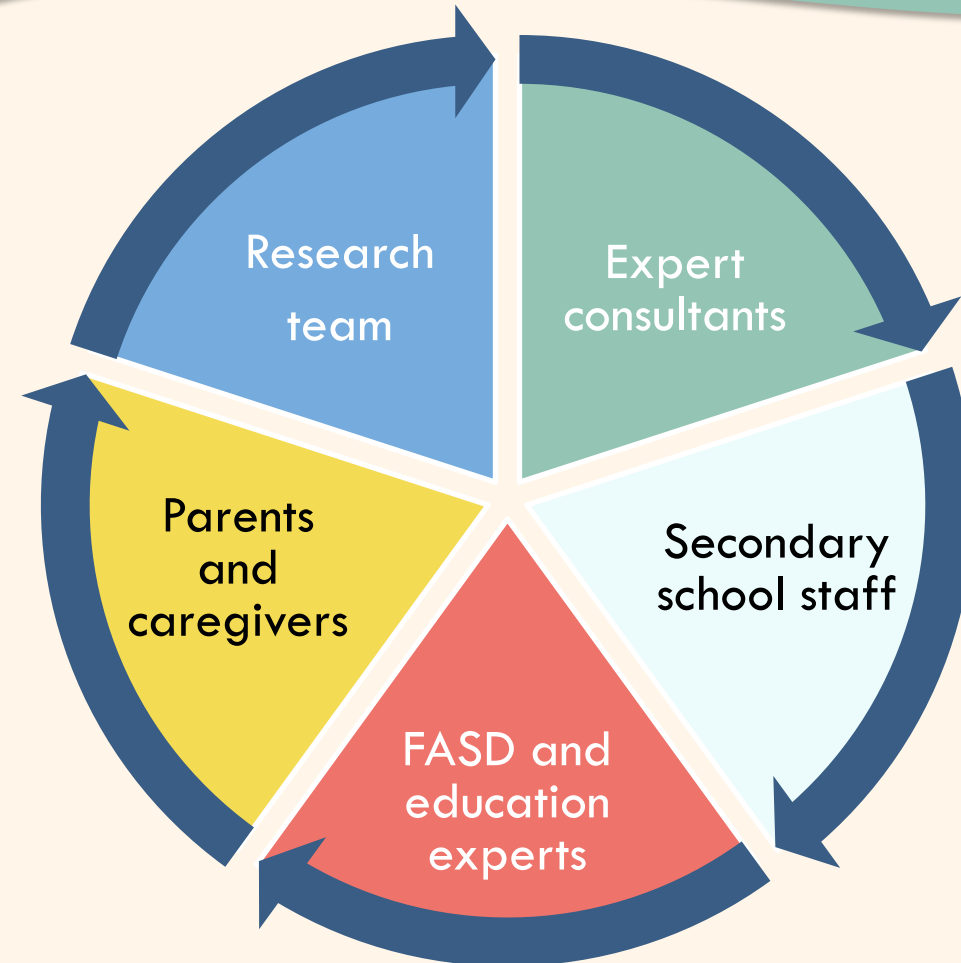 Research
team
Expert
consultants
Parents
and
caregivers
Secondary
school staff
FASD and
education
experts